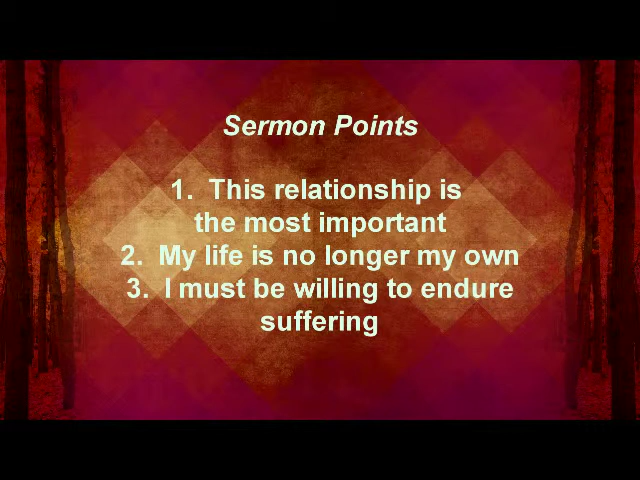 Sermon Points
1. This relationship is
the most important
2. My life is no longer my own
3. I must be willing to endure
suffering